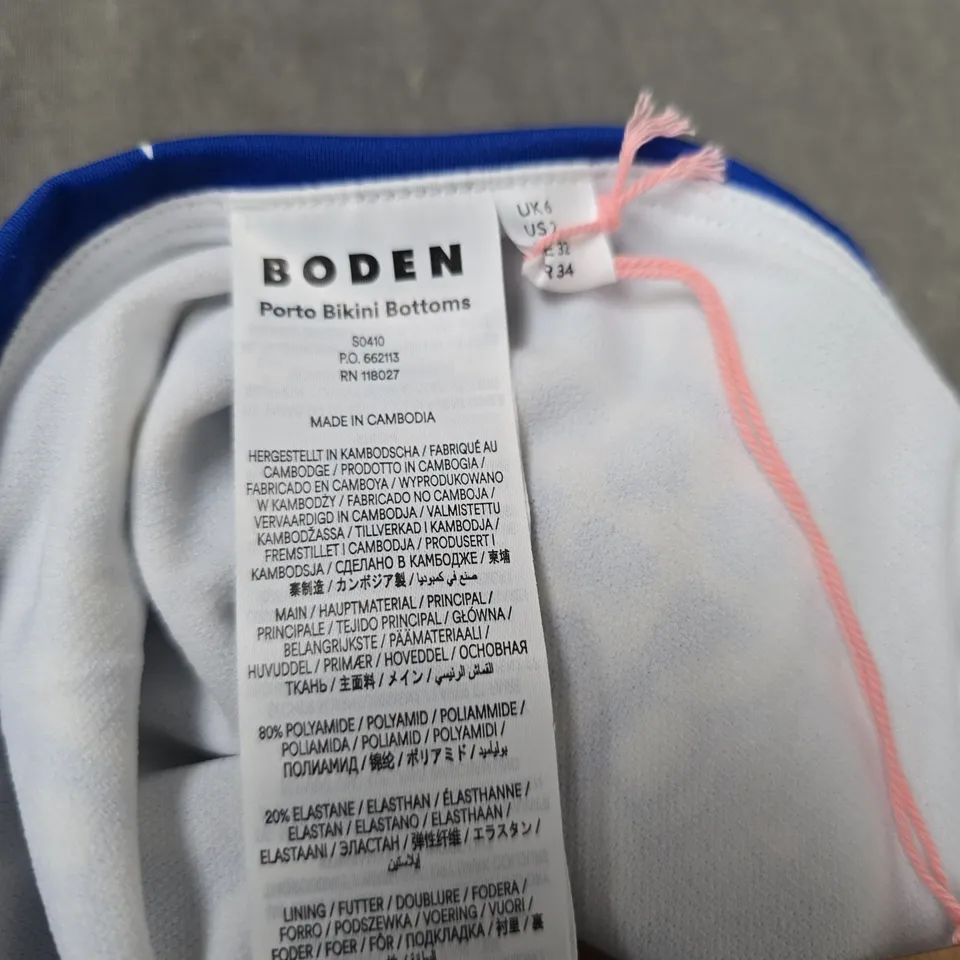 BODEN
Porto Bikini Bottoms
S0410
P.O. 662113
RN 118027
MADE IN CAMBODIA
HERGESTELLT IN KAMBODSCHA / FABRIQUÉ AU
CAMBODGE / PRODOTTO IN CAMBOGIA /
FABRICADO EN CAMBOYA / WYPRODUKOWANO
W KAMBODŻY / FABRICADO NO CAMBOJA /
VERVAARDIGD IN CAMBODJA / VALMISTETTU
KAMBODŽASSA / TILLVERKAD I KAMBODJA /
FREMSTILLET I CAMBODJA / PRODUSERT I
KAMBODSJA / СДЕЛАНО В КАМБОДЖЕ / 柬埔
寨制造 / カンボジア製 / صنع في كمبوديا
MAIN / HAUPTMATERIAL / PRINCIPAL /
PRINCIPALE / TEJIDO PRINCIPAL / GŁÓWNA /
BELANGRIJKSTE / PÄÄMATERIAALI /
HUVUDDEL / PRIMÆR / HOVEDDEL / ОСНОВНАЯ
ТКАНЬ / 主面料 / メイン / القماش الرئيسي
80% POLYAMIDE / POLYAMID / POLIAMMIDE /
POLIAMIDA / POLIAMID / POLYAMIDI /
ПОЛИАМИД / 锦纶 / ポリアミド / بولياميد
20% ELASTANE / ELASTHAN / ÉLASTHANNE /
ELASTAN / ELASTANO / ELASTHAAN /
ELASTAANI / ЭЛАСТАН / 弹性纤维 / エラスタン /
إيلاستين
LINING / FUTTER / DOUBLURE / FODERA /
FORRO / PODSZEWKA / VOERING / VUORI /
FODER / FOER / FÔR / ПОДКЛАДКА / 衬里 / 裏
UK 6
US 2
E 32
R 34